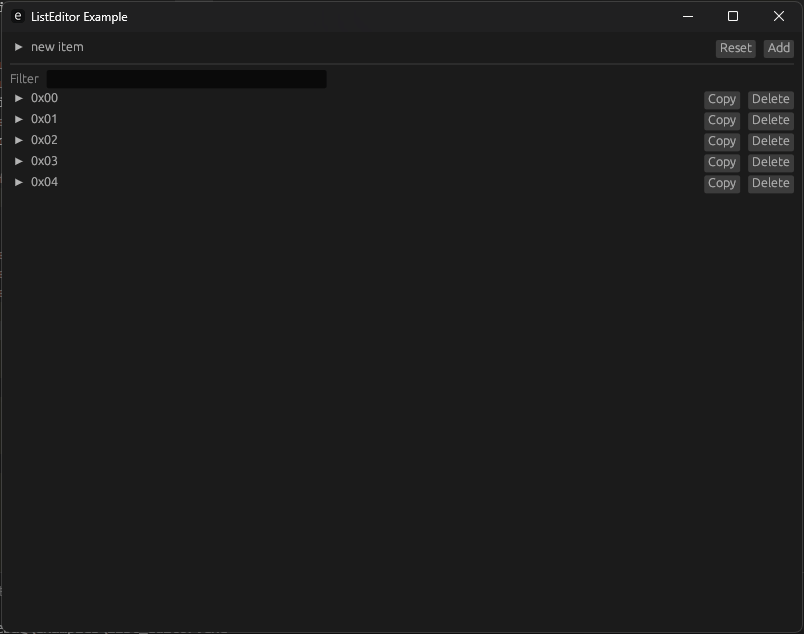 e ListEditor Example
▶ new item Reset Add
Filter
▶ 0x00 Copy Delete
▶ 0x01 Copy Delete
▶ 0x02 Copy Delete
▶ 0x03 Copy Delete
▶ 0x04 Copy Delete